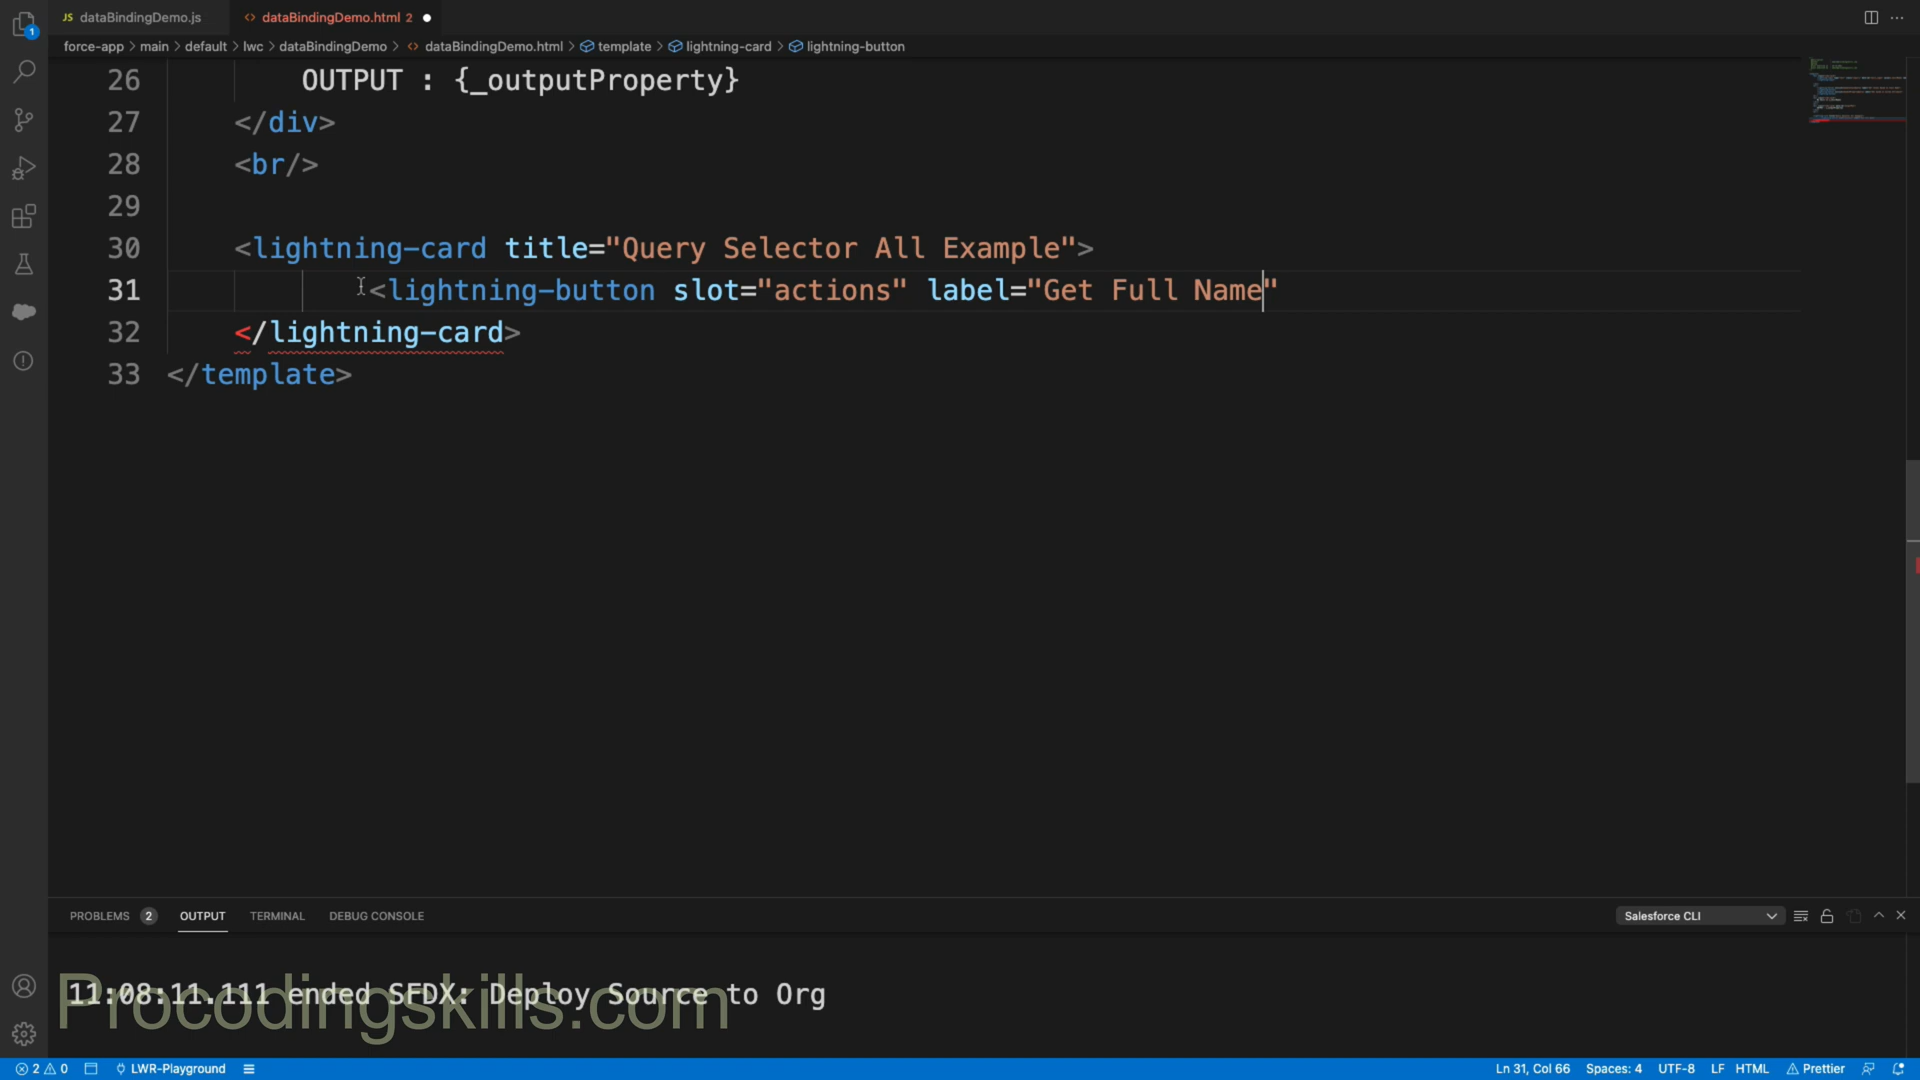 1
JS dataBindingDemo.js
<> dataBindingDemo.html 2
force-app > main > default > lwc > dataBindingDemo > <> dataBindingDemo.html > template > lightning-card > lightning-button
26 OUTPUT : {_outputProperty}
27 </div>
28 <br/>
29
30 <lightning-card title="Query Selector All Example">
31 <lightning-button slot="actions" label="Get Full Name"
32 </lightning-card>
33 </template>
PROBLEMS 2 OUTPUT TERMINAL DEBUG CONSOLE Salesforce CLI
11:08:11.111 ended SFDX: Deploy Source to Org
Procodingskills.com
2 0 LWR-Playground Ln 31, Col 66 Spaces: 4 UTF-8 LF HTML Prettier